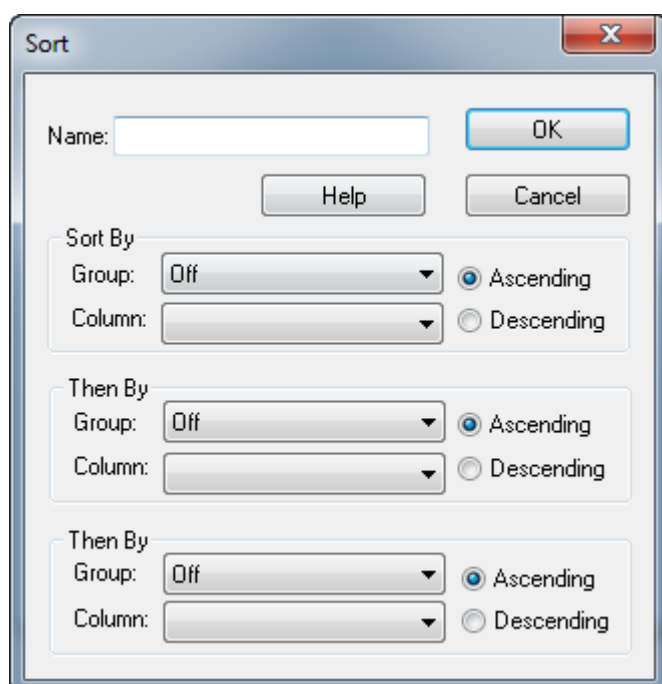 Sort
Name:
OK
Help
Cancel
Sort By
Group: Off
Ascending
Column:
Descending
Then By
Group: Off
Ascending
Column:
Descending
Then By
Group: Off
Ascending
Column:
Descending